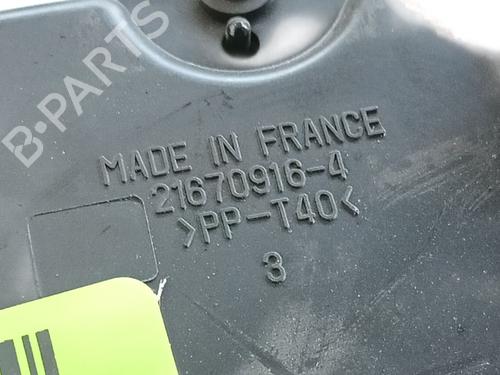 B-PARTS
MADE IN FRANCE
21670916-4
>PP-T40<
3